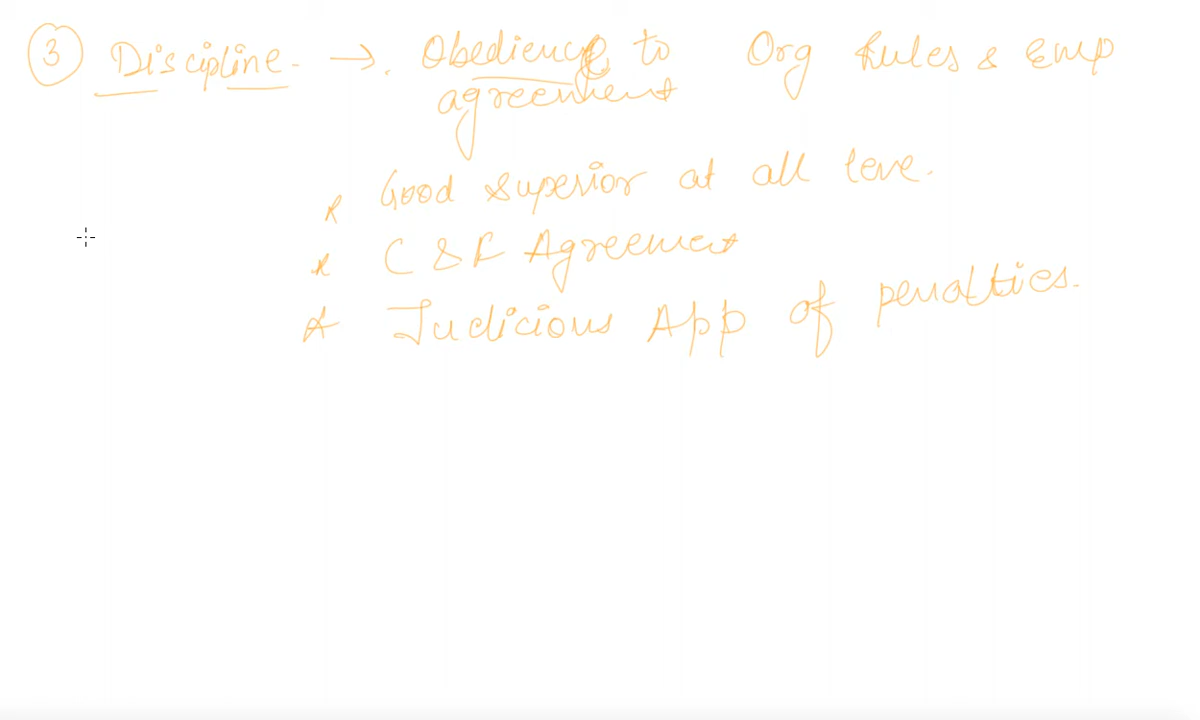 ③ Discipline. → Obedience to Org Rules & Emp
agreement
* Good superior at all leve.
* C & F Agreement
* Judicious App of penalties.